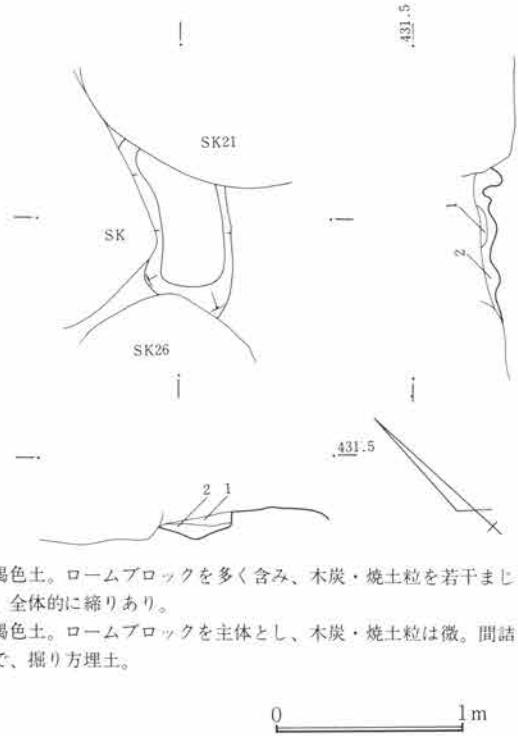 431.5
SK21
SK
1
2
SK26
431.5
2 1
褐色土。ロームブロックを多く含み、木炭・焼土粒を若干まじ
全体的に締りあり。
褐色土。ロームブロックを主体とし、木炭・焼土粒は微。間詰
で、掘り方埋土。
0 1m